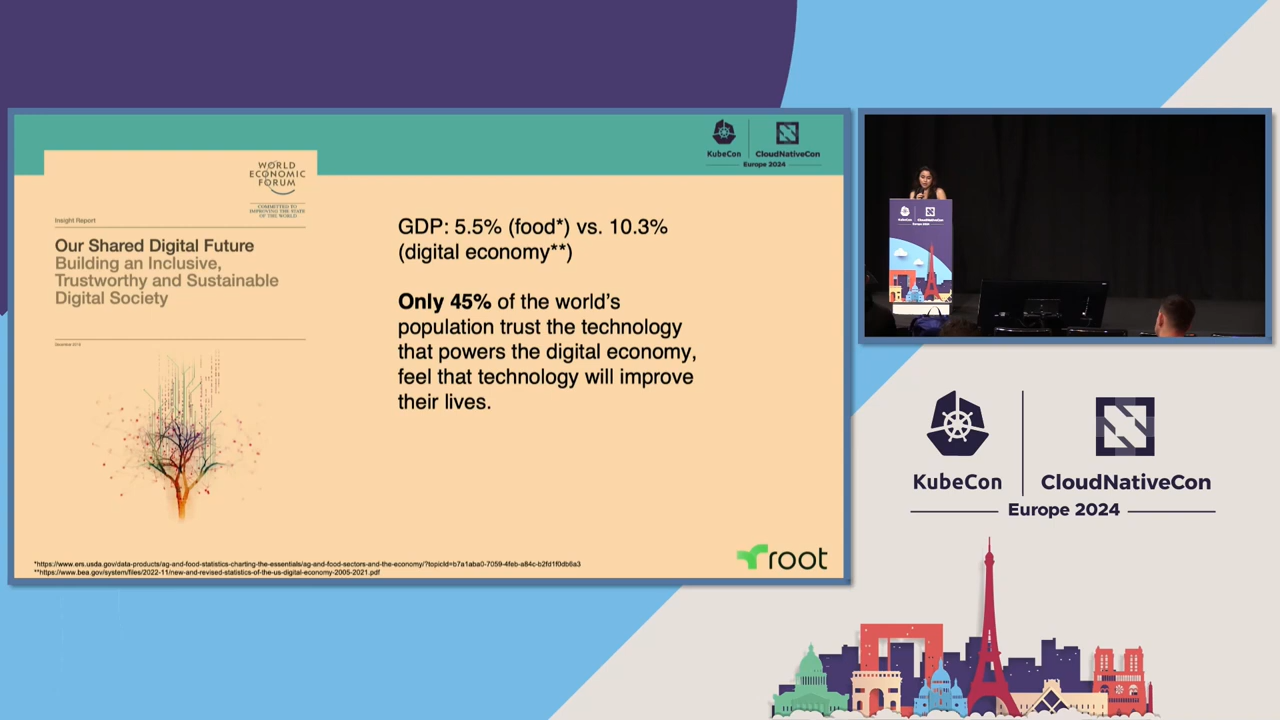 WORLD
ECONOMIC
FORUM
COMMITTED TO
IMPROVING THE STATE
OF THE WORLD
Insight Report
Our Shared Digital Future
Building an Inclusive,
Trustworthy and Sustainable
Digital Society
KubeCon
CloudNativeCon
Europe 2024
GDP: 5.5% (food*) vs. 10.3%
(digital economy**)
Only 45% of the world's
population trust the technology
that powers the digital economy,
feel that technology will improve
their lives.
*https://www.ers.usda.gov/data-products/ag-and-food-statistics-charting-the-essentials/ag-and-food-sectors-and-the-economy/?topicId=b7a1aba0-7059-4feb-a84c-b2fd1f0db6a3
**https://www.bea.gov/system/files/2022-11/new-and-revised-statistics-of-the-us-digital-economy-2005-2021.pdf
root
KubeCon
CloudNativeCon
Europe 2024
KubeCon
CloudNativeCon
Europe 2024